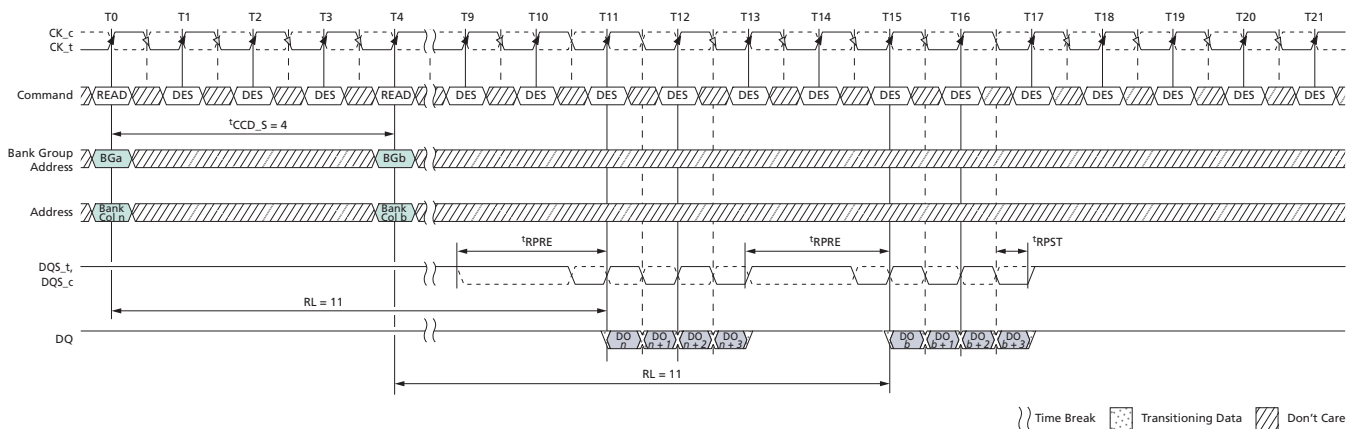 T0 T1 T2 T3 T4 T9 T10 T11 T12 T13 T14 T15 T16 T17 T18 T19 T20 T21
CK_c
CK_t
Command READ DES DES DES READ DES DES DES DES DES DES DES DES DES DES DES DES DES
tCCD_S = 4
Bank Group
Address
BGa BGb
Address
Bank
Col n
Bank
Col b
tRPRE tRPRE tRPST
DQS_t,
DQS_c
RL = 11
DQ
DO
n
DO
n + 1
DO
n + 2
DO
n + 3
DO
b
DO
b + 1
DO
b + 2
DO
b + 3
RL = 11
Time Break Transitioning Data Don't Care